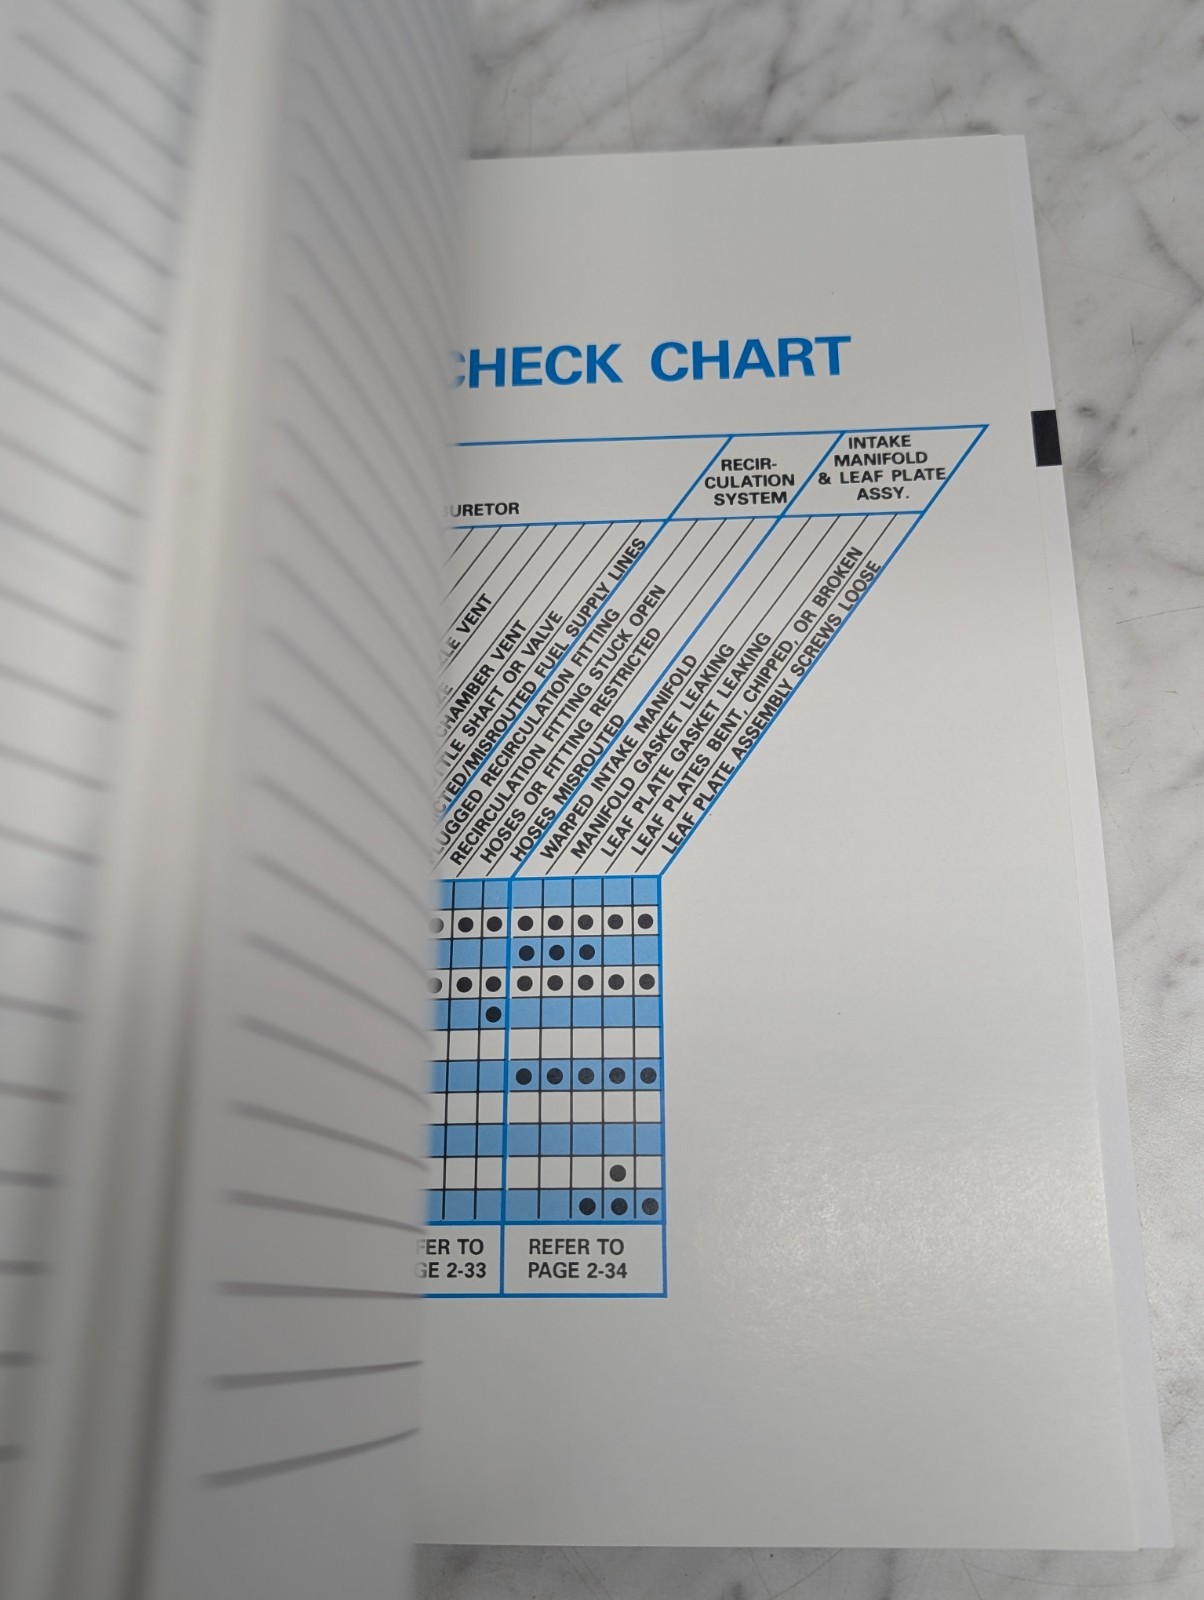 CHECK CHART
INTAKE
MANIFOLD
& LEAF PLATE
ASSY.
RECIR-
CULATION
SYSTEM
URETOR
VENT
CHAMBER VENT
SHAFT OR VALVE
CTED/MISROUTED FUEL SUPPLY LINES
PLUGGED RECIRCULATION FITTING
RECIRCULATION FITTING STUCK OPEN
HOSES OR FITTING RESTRICTED
HOSES MISROUTED
WARPED INTAKE MANIFOLD
MANIFOLD GASKET LEAKING
LEAF PLATE GASKET LEAKING
LEAF PLATES BENT, CHIPPED, OR BROKEN
LEAF PLATE ASSEMBLY SCREWS LOOSE
FER TO
GE 2-33
REFER TO
PAGE 2-34